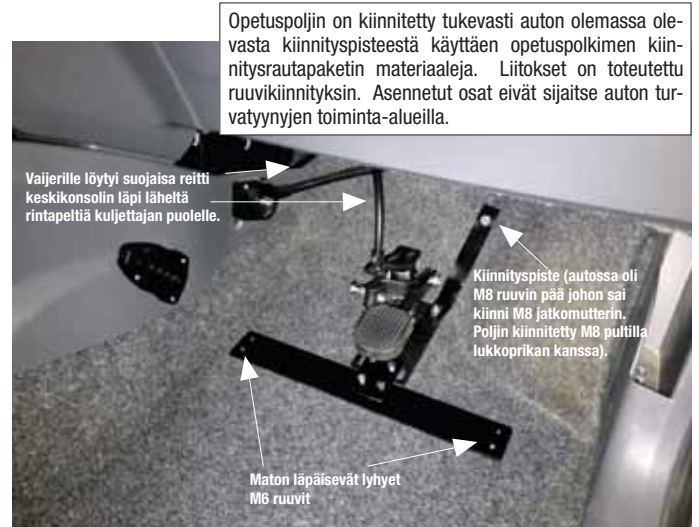 Opetuspoljin on kiinnitetty tukevasti auton olemassa ole-
vasta kiinnityspisteestä käyttäen opetuspolkimen kiin-
nitysrautapaketin materiaaleja. Liitokset on toteutettu
ruuvikiinnityksin. Asennetut osat eivät sijaitse auton tur-
vatyynyjen toiminta-alueilla.
Vaijerille löytyi suojaisa reitti
keskikonsolin läpi läheltä
rintapeltiä kuljettajan puolelle.
Kiinnityspiste (autossa oli
M8 ruuvin pää johon sai
kiinni M8 jatkomutterin.
Poljin kiinnitetty M8 pultilla
lukkoprikan kanssa).
Maton läpäisevät lyhyet
M6 ruuvit